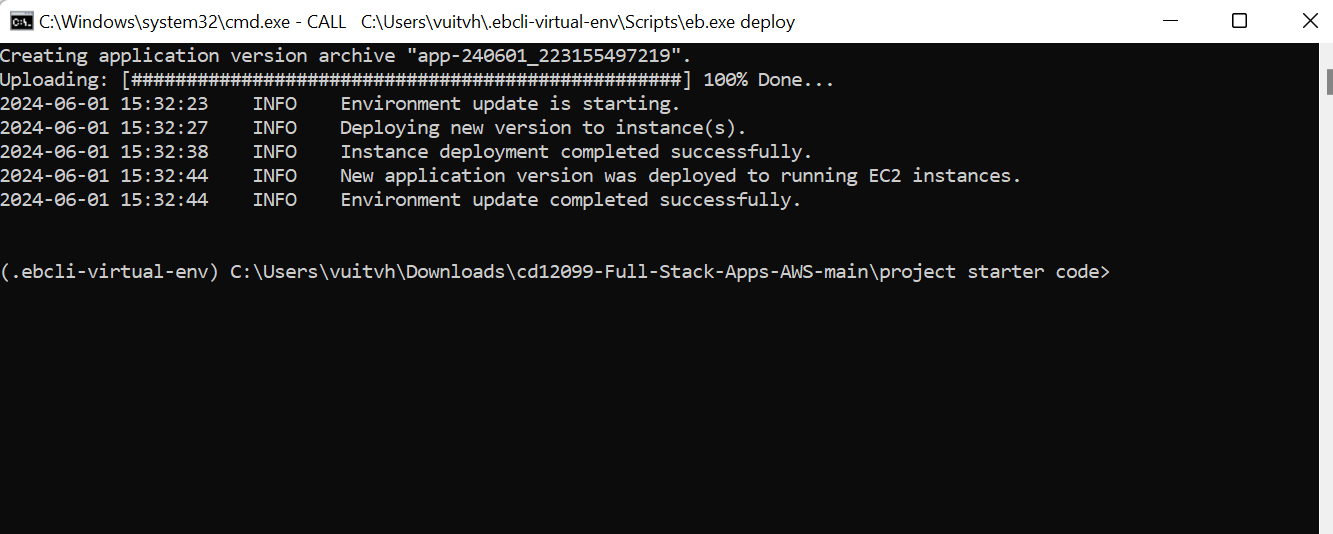 C:\Windows\system32\cmd.exe - CALL C:\Users\vuitvh\.ebcli-virtual-env\Scripts\eb.exe deploy
Creating application version archive "app-240601_223155497219".
Uploading: [##################################################] 100% Done...
2024-06-01 15:32:23    INFO    Environment update is starting.
2024-06-01 15:32:27    INFO    Deploying new version to instance(s).
2024-06-01 15:32:38    INFO    Instance deployment completed successfully.
2024-06-01 15:32:44    INFO    New application version was deployed to running EC2 instances.
2024-06-01 15:32:44    INFO    Environment update completed successfully.
(.ebcli-virtual-env) C:\Users\vuitvh\Downloads\cd12099-Full-Stack-Apps-AWS-main\project starter code>